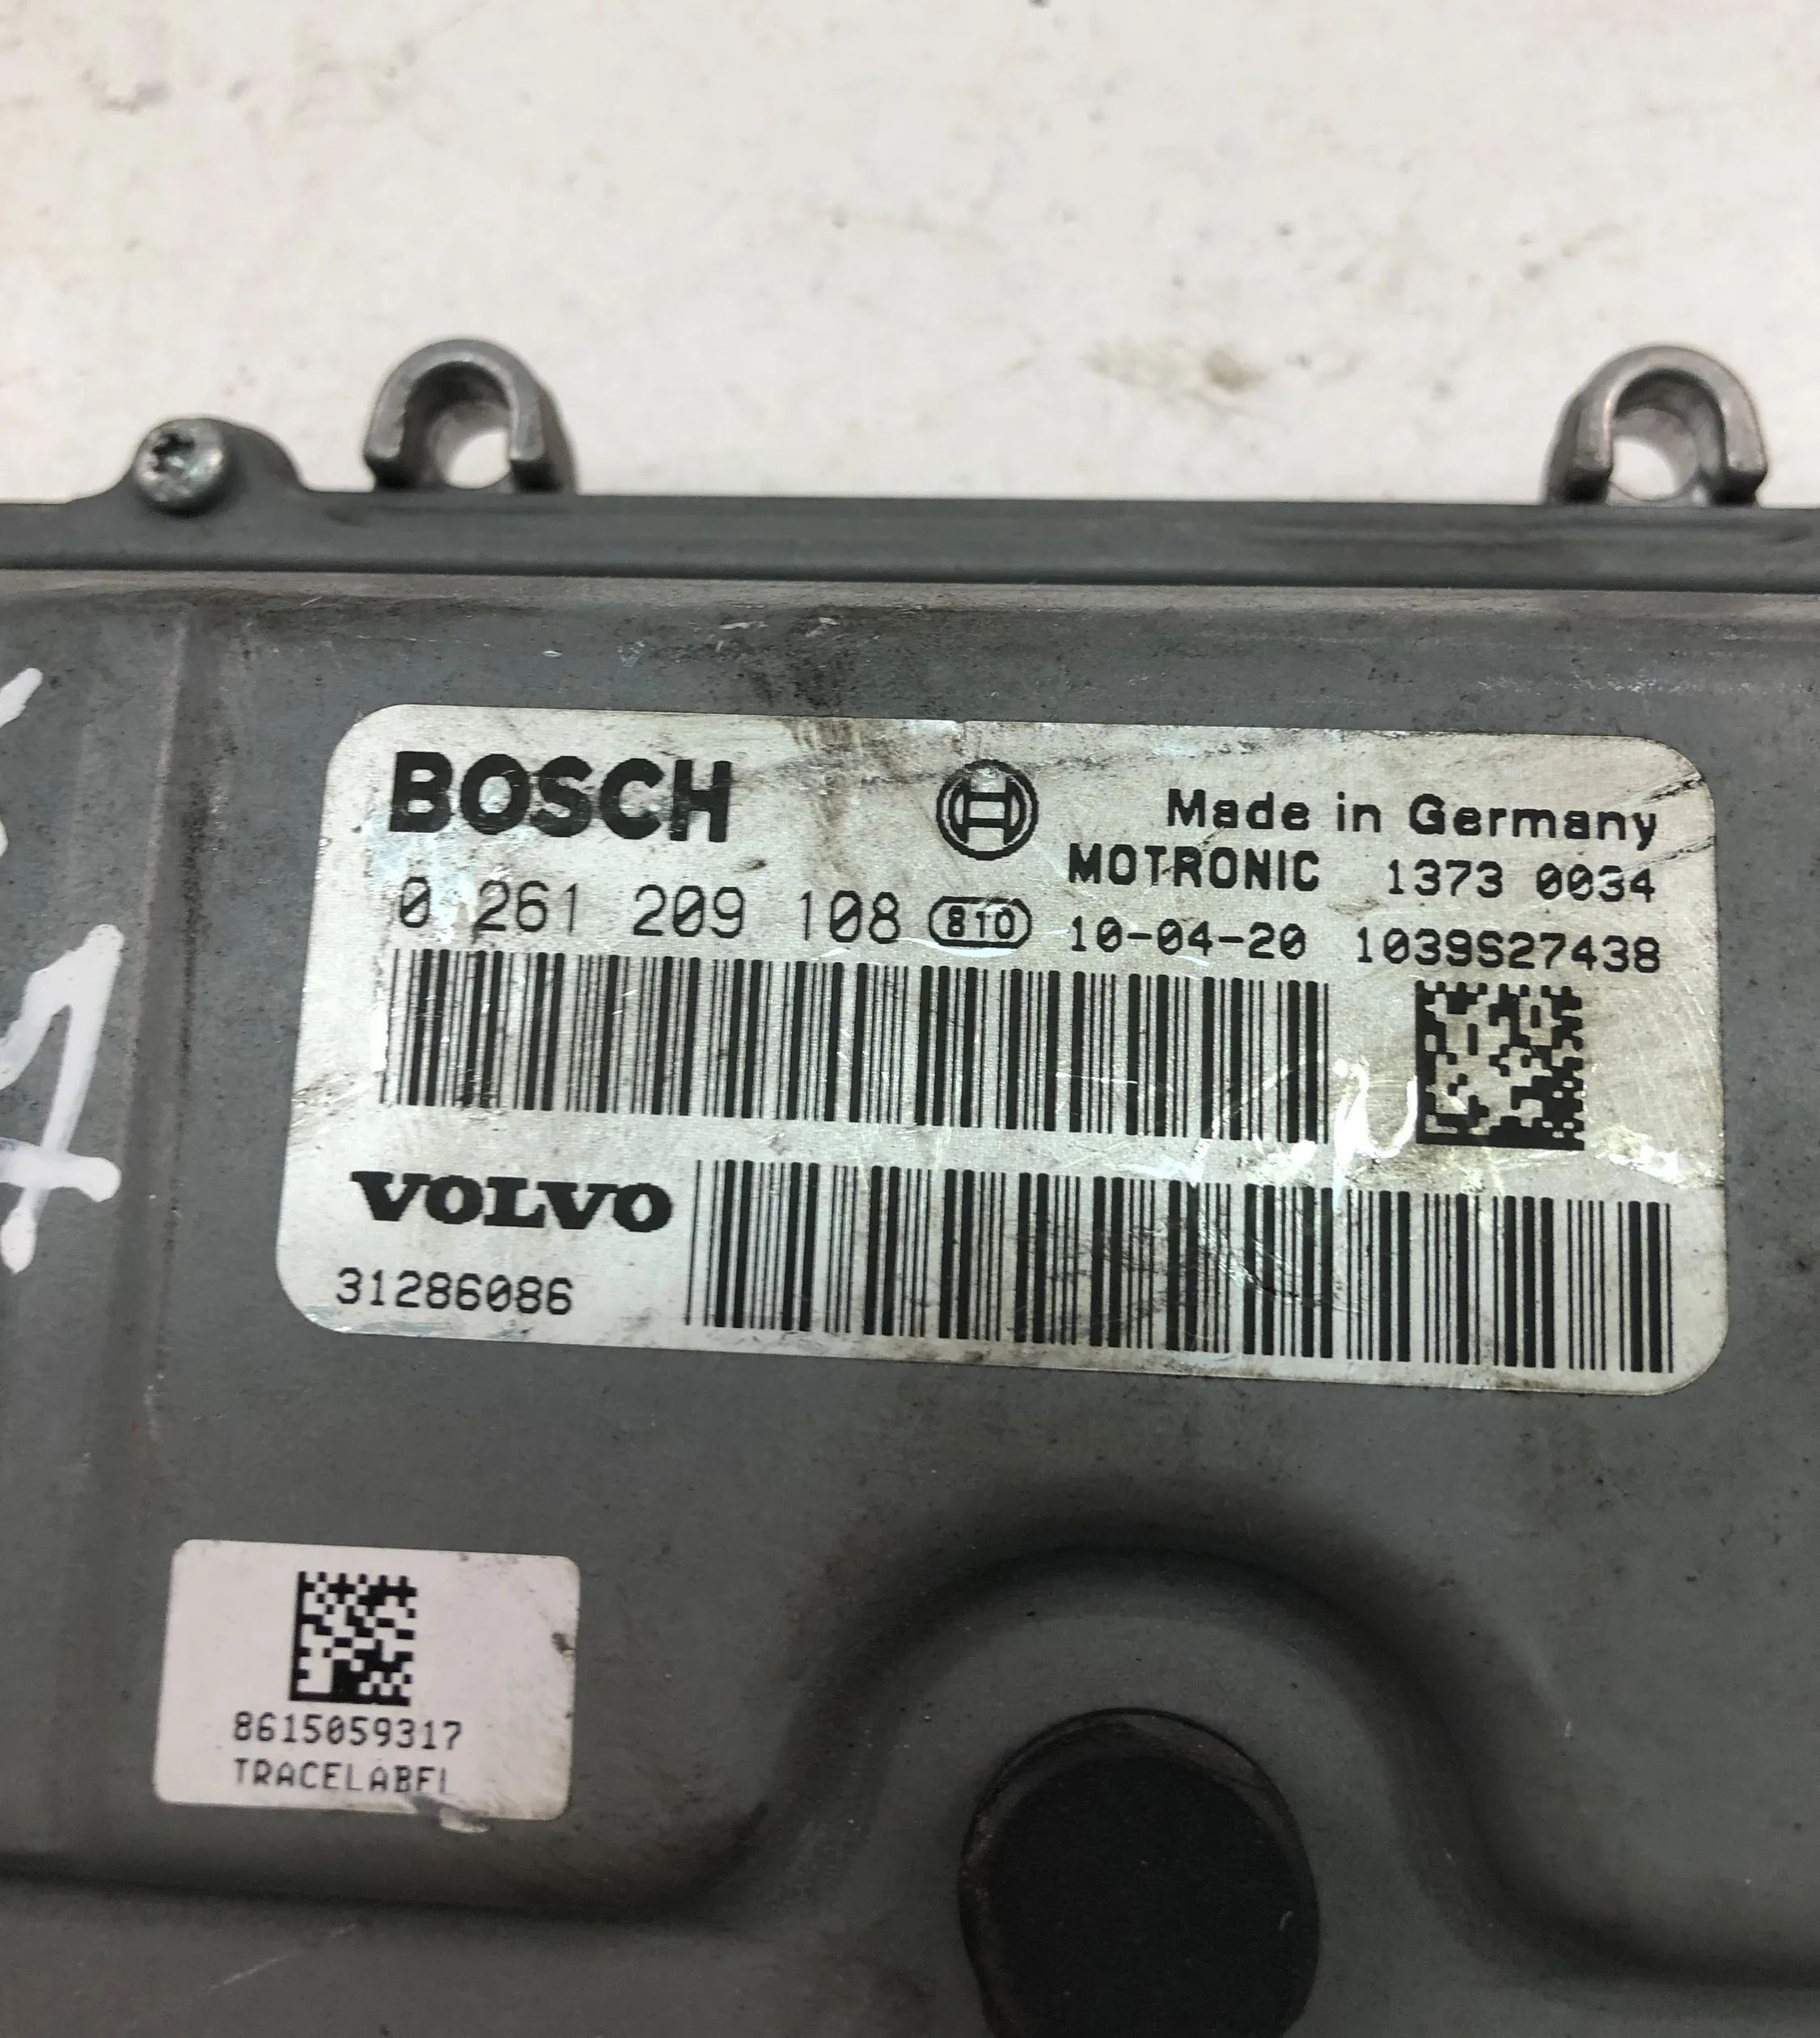 BOSCH
Made in Germany
MOTRONIC 1373 0034
0 261 209 108 810 10-04-20 1039S27438
VOLVO
31286086
8615059317
TRACELABEL